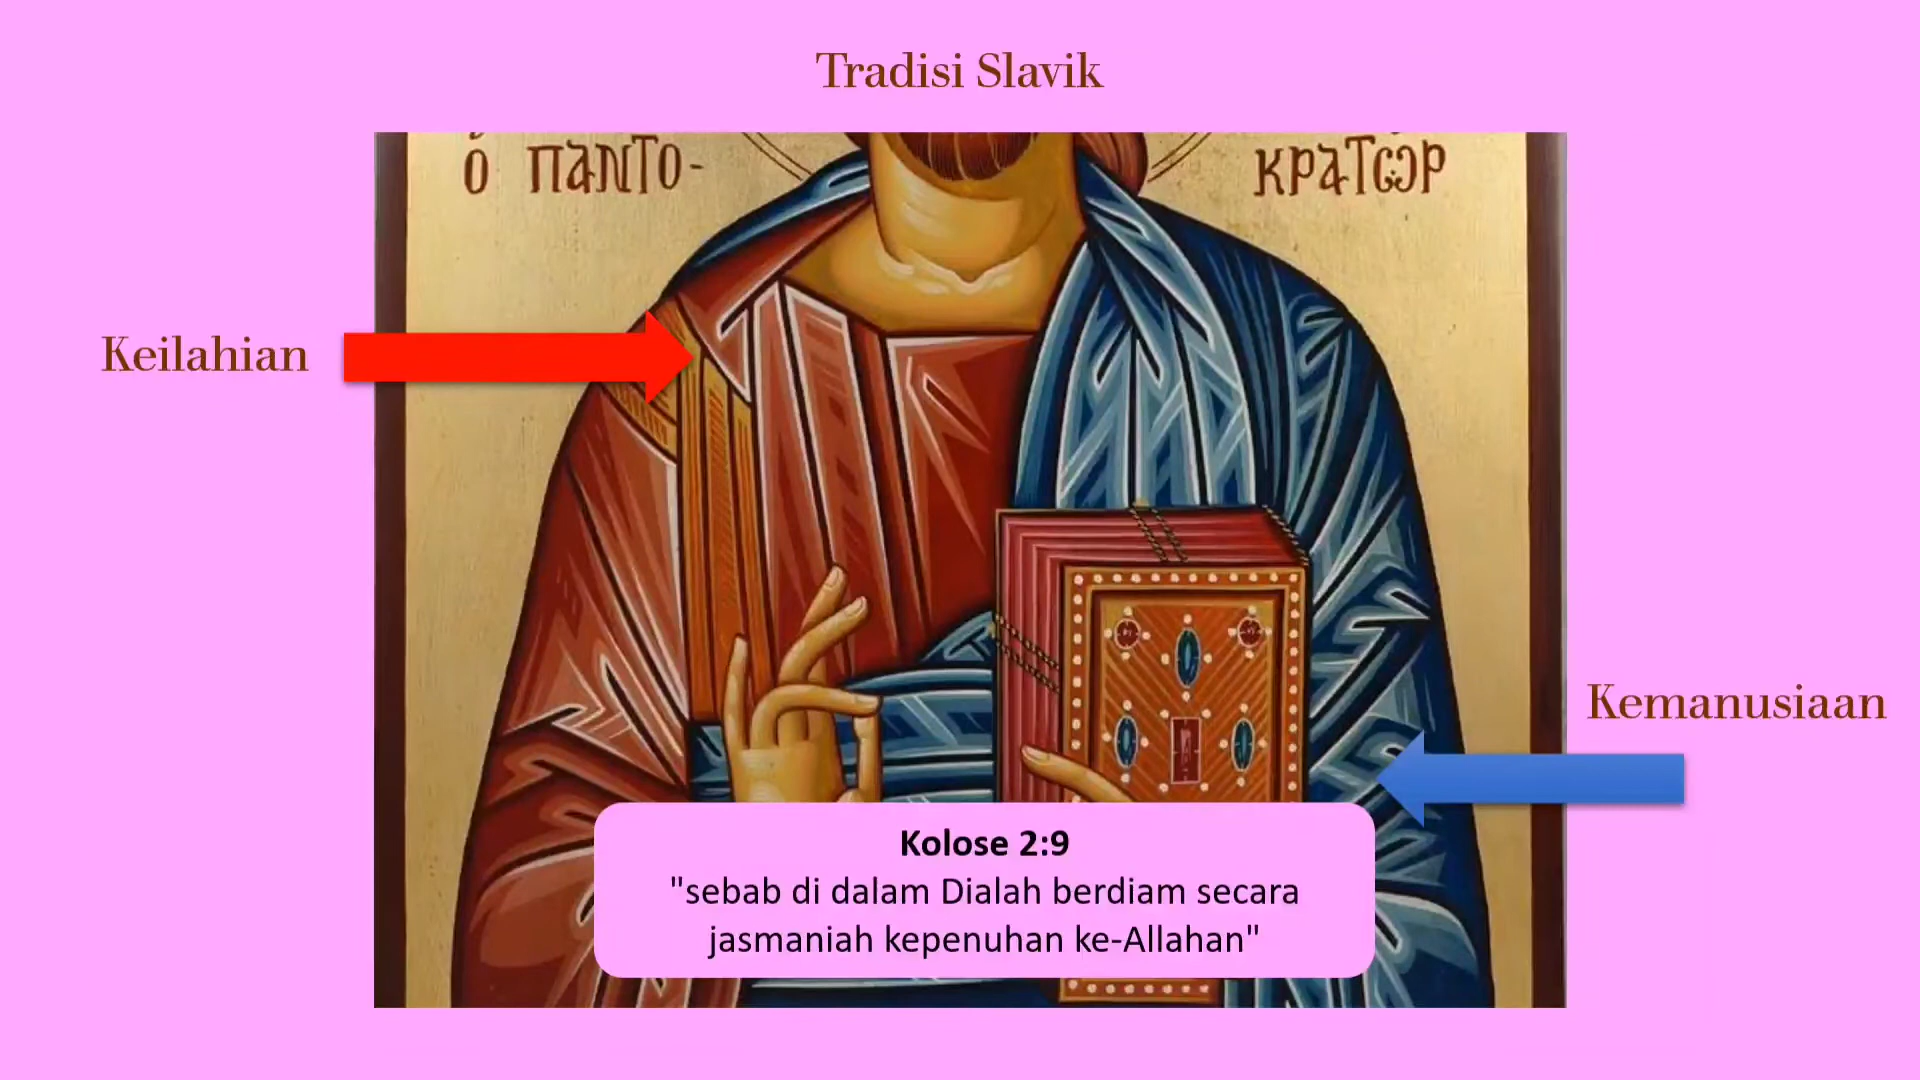 Tradisi Slavik
Ὁ ΠΑΝΤΟ-
ΚΡΑΤΩΡ
Keilahian
Kemanusiaan
Kolose 2:9
"sebab di dalam Dialah berdiam secara
jasmaniah kepenuhan ke-Allahan"